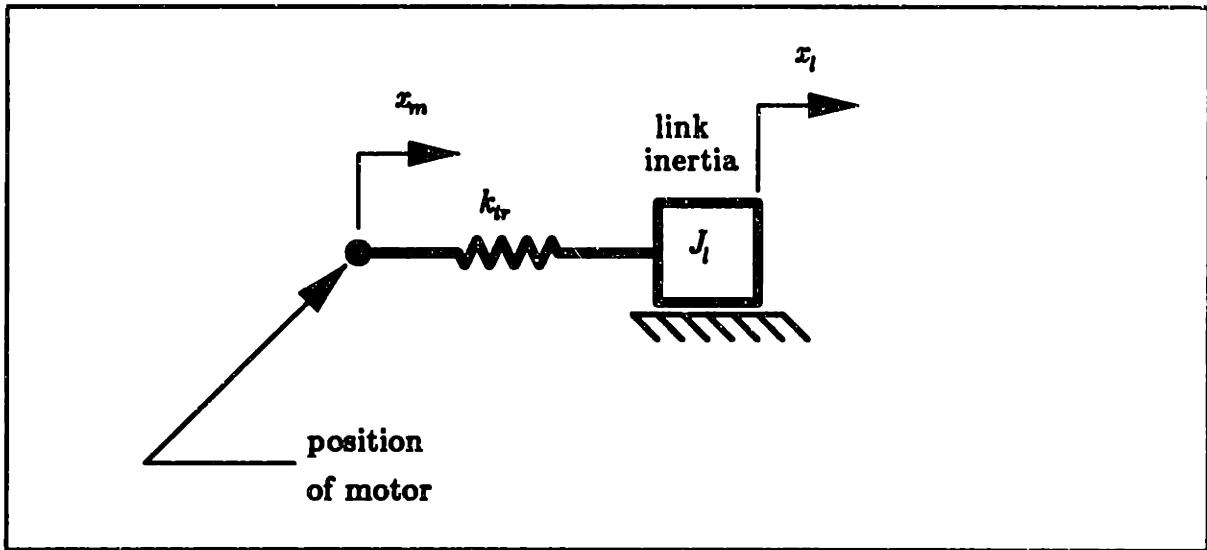 x_l
x_m
link
inertia
k_tr
J_l
position
of motor